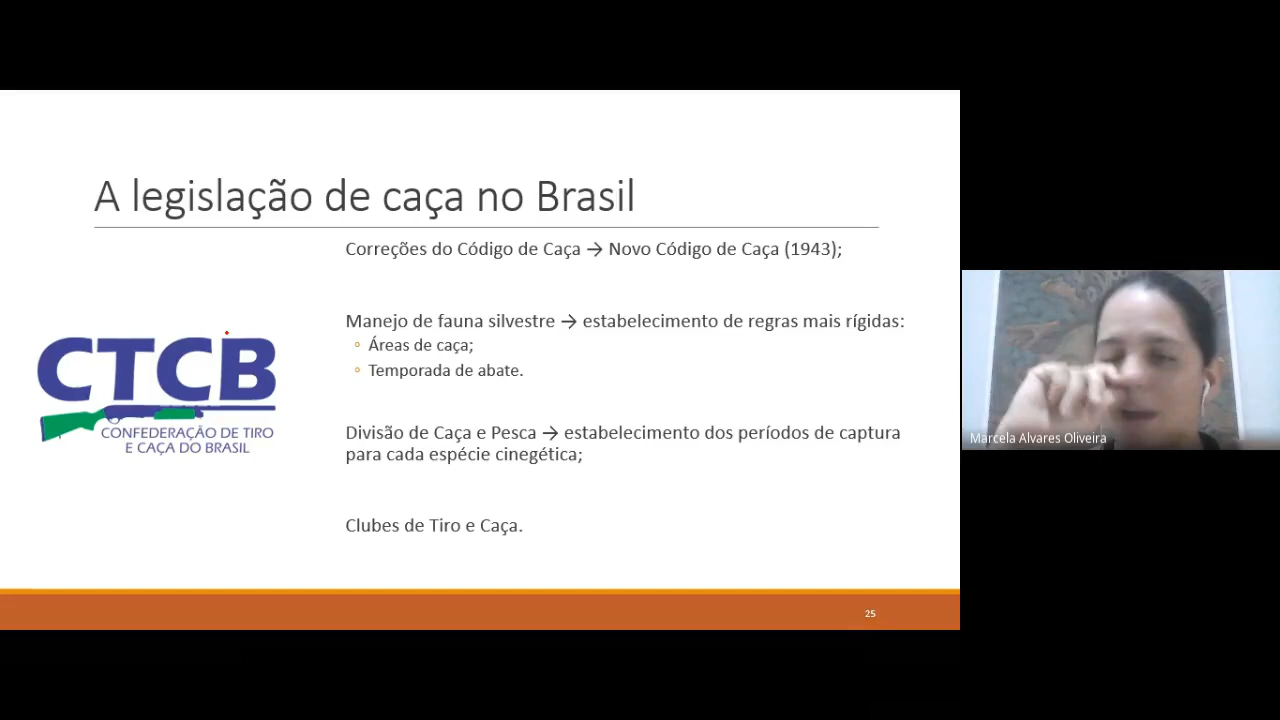 A legislação de caça no Brasil
Correções do Código de Caça → Novo Código de Caça (1943);
Manejo de fauna silvestre → estabelecimento de regras mais rígidas:
◦ Áreas de caça;
◦ Temporada de abate.
CTCB
CONFEDERAÇÃO DE TIRO
E CAÇA DO BRASIL
Divisão de Caça e Pesca → estabelecimento dos períodos de captura
para cada espécie cinegética;
Clubes de Tiro e Caça.
25
Marcela Alvares Oliveira